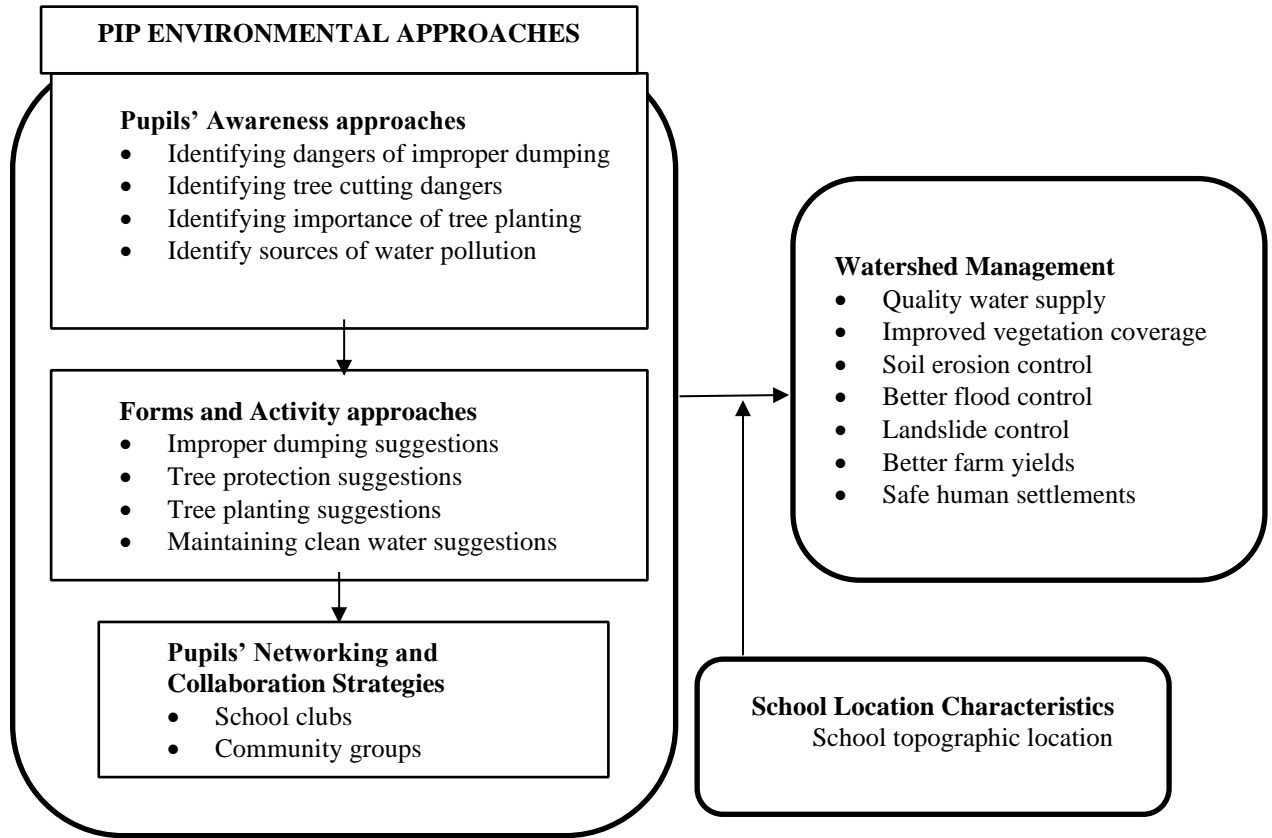 PIP ENVIRONMENTAL APPROACHES
Pupils’ Awareness approaches
• Identifying dangers of improper dumping
• Identifying tree cutting dangers
• Identifying importance of tree planting
• Identify sources of water pollution
Forms and Activity approaches
• Improper dumping suggestions
• Tree protection suggestions
• Tree planting suggestions
• Maintaining clean water suggestions
Pupils’ Networking and
Collaboration Strategies
• School clubs
• Community groups
Watershed Management
• Quality water supply
• Improved vegetation coverage
• Soil erosion control
• Better flood control
• Landslide control
• Better farm yields
• Safe human settlements
School Location Characteristics
School topographic location